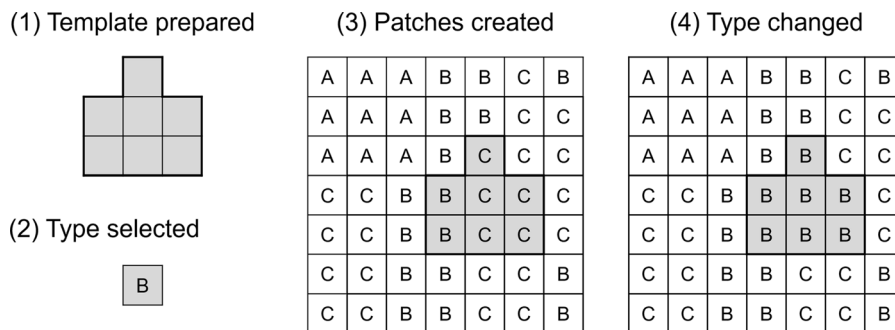 (1) Template prepared
(2) Type selected
B
(3) Patches created
A A A B B C B
A A A B B C C
A A A B C C C
C C B B C C C
C C B B C C C
C C B B C C B
C C B B C C B
(4) Type changed
A A A B B C B
A A A B B C C
A A A B B C C
C C B B B B C
C C B B B B C
C C B B C C B
C C B B C C B